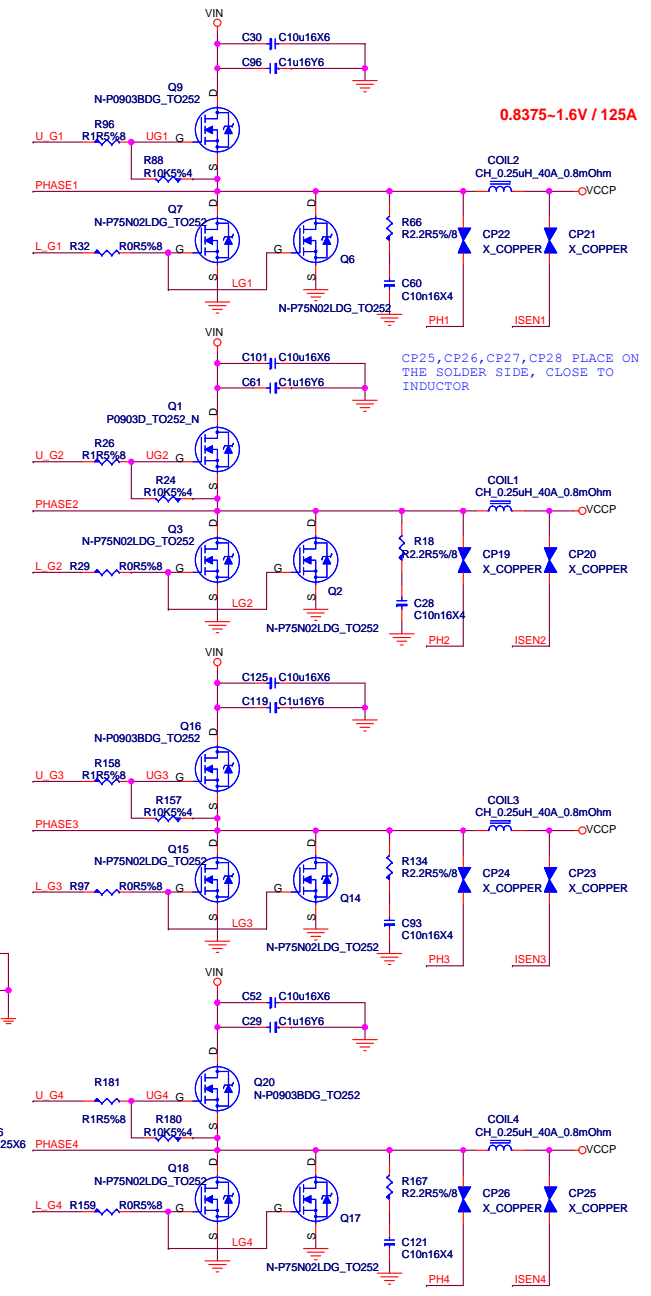 VIN
C30 C10u16X6
C96 C1u16Y6
Q9
N-P0903BDG_TO252
D
0.8375~1.6V / 125A
R96
U_G1 R1R5%8 UG1 G
R88
R10K5%4
S
COIL2
CH_0.25uH_40A_0.8mOhm
PHASE1
VCCP
Q7
N-P75N02LDG_TO252
D D
R66
R2.2R5%/8
CP22
X_COPPER
CP21
X_COPPER
L_G1 R32 R0R5%8 G G
Q6
S S
LG1
C60
C10n16X4
N-P75N02LDG_TO252
PH1 ISEN1
VIN
C101 C10u16X6
C61 C1u16Y6
CP25,CP26,CP27,CP28 PLACE ON
THE SOLDER SIDE, CLOSE TO
INDUCTOR
Q1
P0903D_TO252_N
D
R26
U_G2 R1R5%8 UG2 G
R24
R10K5%4
S
COIL1
CH_0.25uH_40A_0.8mOhm
PHASE2
VCCP
Q3
N-P75N02LDG_TO252
D D
R18
R2.2R5%/8
CP19
X_COPPER
CP20
X_COPPER
L_G2 R29 R0R5%8 G G
Q2
S S
LG2
C28
C10n16X4
N-P75N02LDG_TO252
PH2 ISEN2
VIN
C125 C10u16X6
C119 C1u16Y6
Q16
N-P0903BDG_TO252
D
R158
U_G3 R1R5%8 UG3 G
R157
R10K5%4
S
COIL3
CH_0.25uH_40A_0.8mOhm
PHASE3
VCCP
Q15
N-P75N02LDG_TO252
D D
R134
R2.2R5%/8
CP24
X_COPPER
CP23
X_COPPER
L_G3 R97 R0R5%8 G G
Q14
S S
LG3
C93
C10n16X4
N-P75N02LDG_TO252
PH3 ISEN3
VIN
C52 C10u16X6
C29 C1u16Y6
D
Q20
N-P0903BDG_TO252
R181
U_G4 UG4 G
R1R5%8
R180
R10K5%4
S
25X6
COIL4
CH_0.25uH_40A_0.8mOhm
PHASE4
VCCP
Q18
N-P75N02LDG_TO252
D D
R167
R2.2R5%/8
CP26
X_COPPER
CP25
X_COPPER
L_G4 R159 R0R5%8 G G
Q17
S S
LG4
C121
C10n16X4
N-P75N02LDG_TO252
PH4 ISEN4